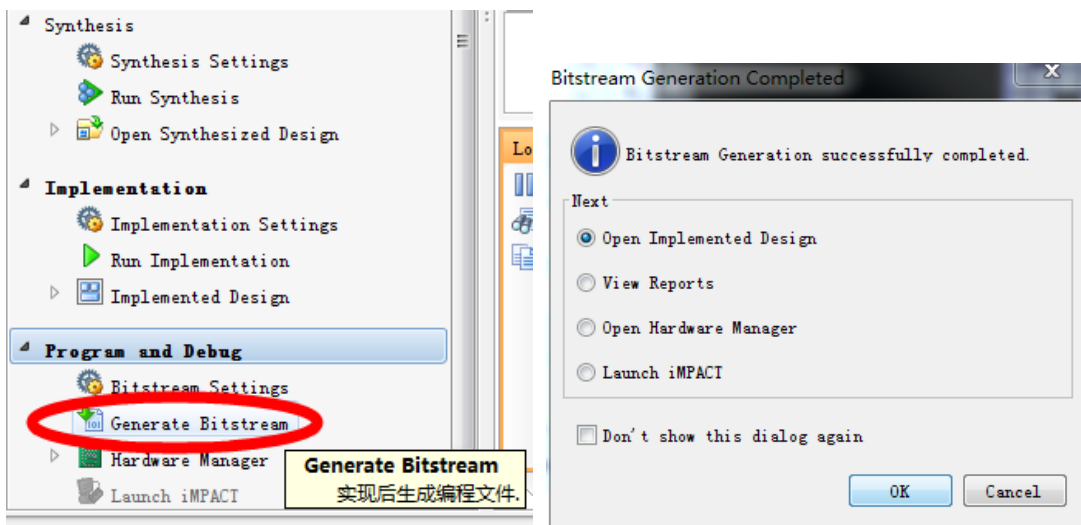 Synthesis
Synthesis Settings
Run Synthesis
Open Synthesized Design
Implementation
Implementation Settings
Run Implementation
Implemented Design
Program and Debug
Bitstream Settings
Generate Bitstream
Hardware Manager
Launch iMPACT
Generate Bitstream
实现后生成编程文件.
Lo
Bitstream Generation Completed
Bitstream Generation successfully completed.
Next
Open Implemented Design
View Reports
Open Hardware Manager
Launch iMPACT
Don't show this dialog again
OK
Cancel